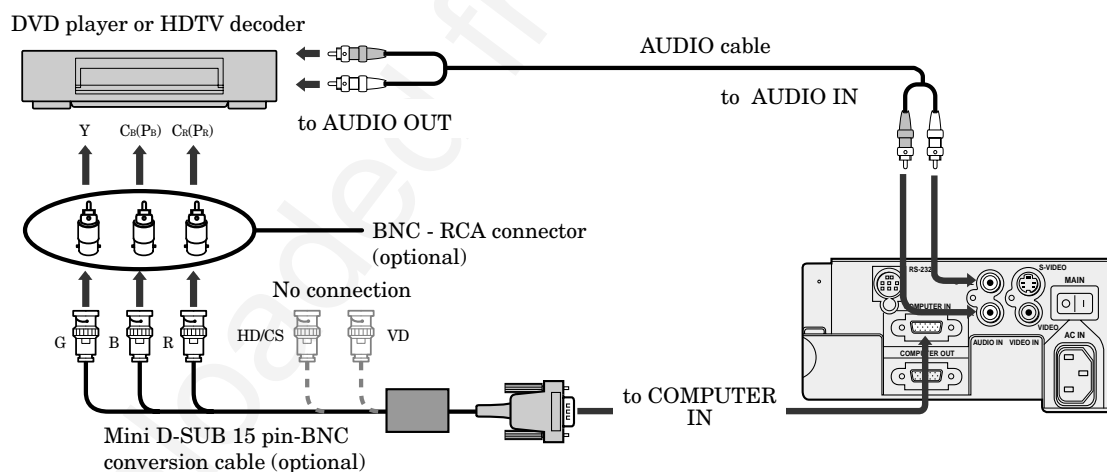 DVD player or HDTV decoder
AUDIO cable
to AUDIO IN
to AUDIO OUT
Y CB(PB) CR(PR)
BNC - RCA connector
(optional)
No connection
G B R HD/CS VD
RS-232
S-VIDEO
MAIN
COMPUTER IN
VIDEO
AUDIO IN VIDEO IN
AC IN
COMPUTER OUT
to COMPUTER
IN
Mini D-SUB 15 pin-BNC
conversion cable (optional)